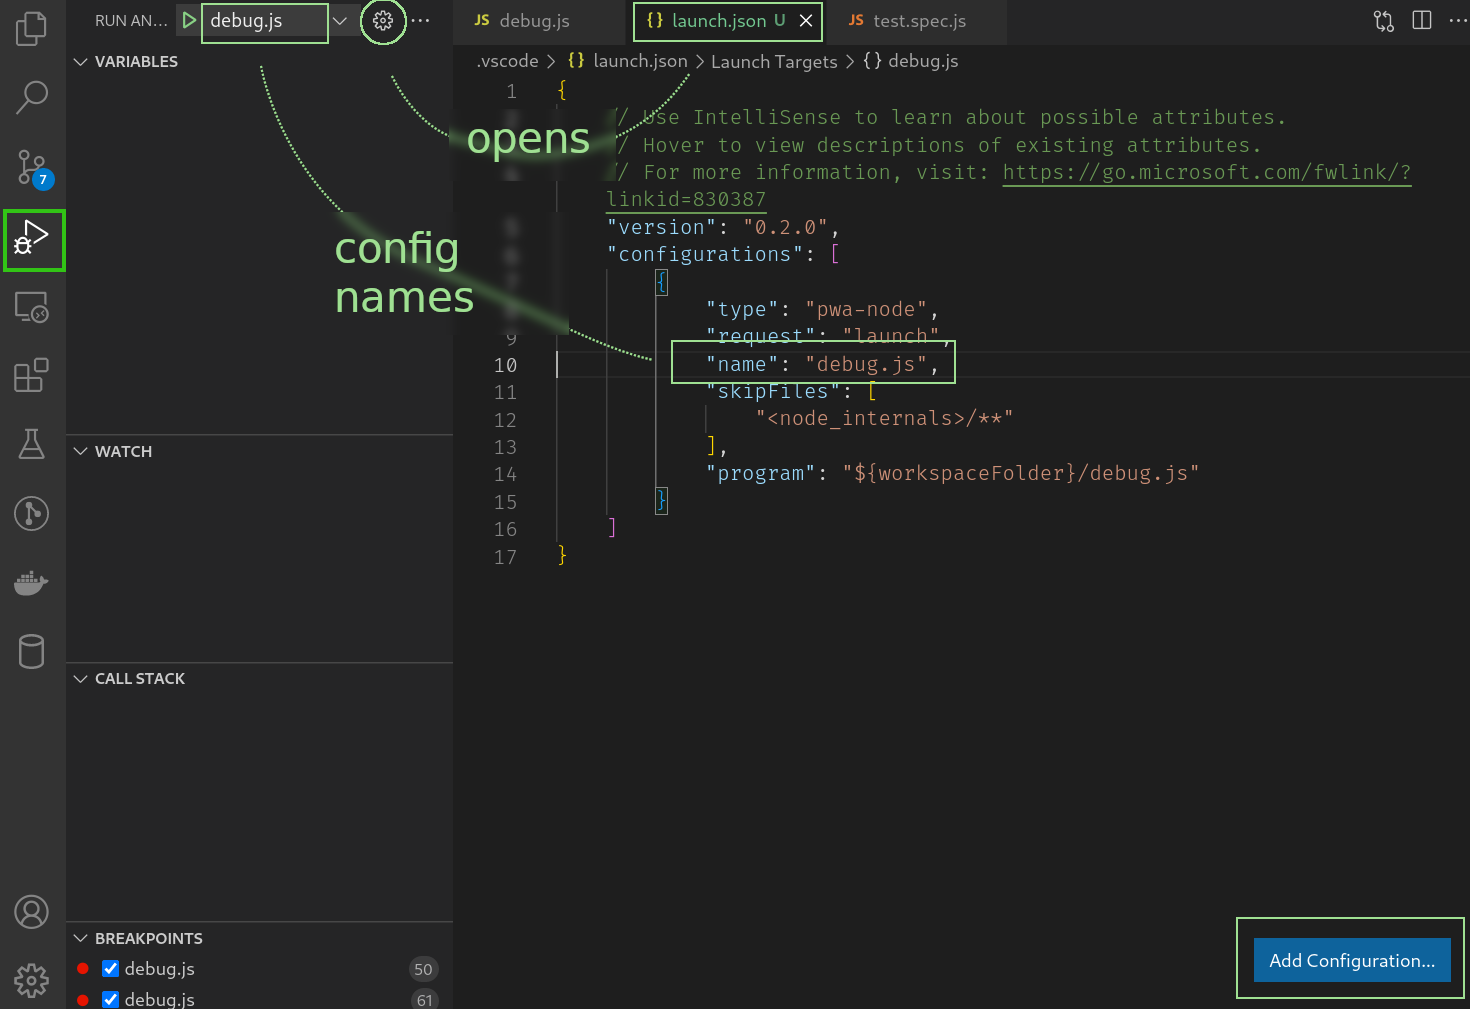 RUN AN...
debug.js
debug.js
launch.json U
test.spec.js
.vscode > launch.json > Launch Targets > {} debug.js
VARIABLES
opens
config
names
1 {
// Use IntelliSense to learn about possible attributes.
// Hover to view descriptions of existing attributes.
// For more information, visit: https://go.microsoft.com/fwlink/?
linkid=830387
"version": "0.2.0",
"configurations": [
{
"type": "pwa-node",
9 "request": "launch",
10 "name": "debug.js",
11 "skipFiles": [
12 "<node_internals>/**"
13 ],
14 "program": "${workspaceFolder}/debug.js"
15 }
16 ]
17 }
7
WATCH
CALL STACK
BREAKPOINTS
debug.js 50
debug.js 61
Add Configuration...